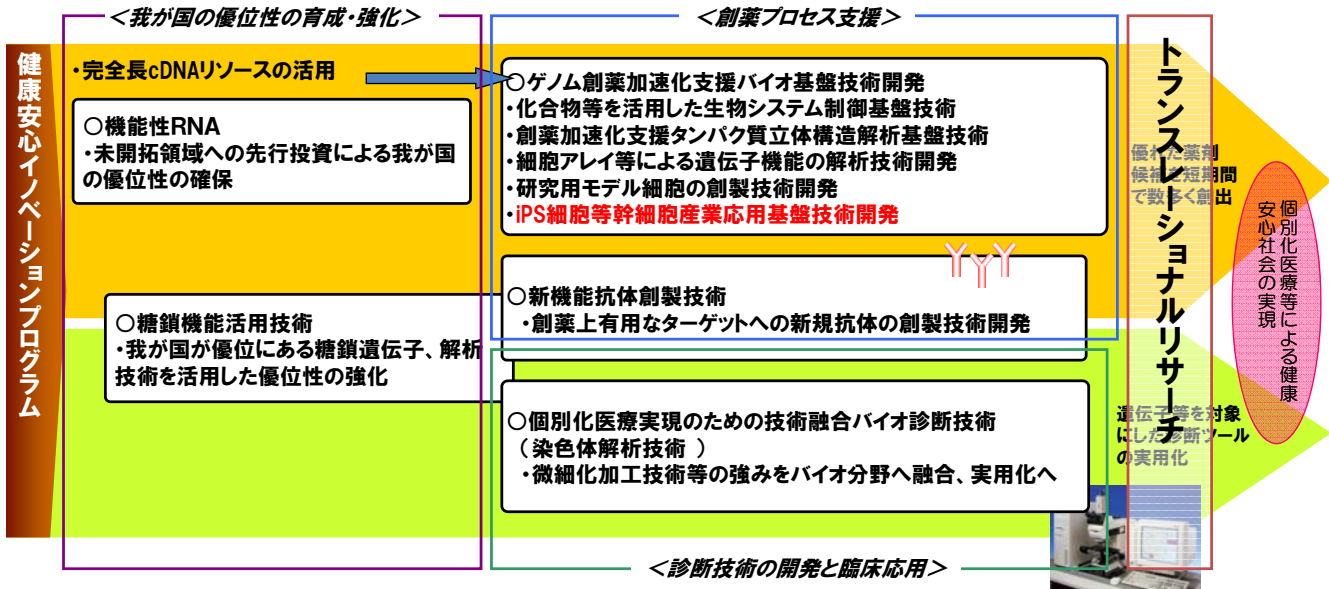 ＜我が国の優位性の育成・強化＞
＜創薬プロセス支援＞
健康安心イノベーションプログラム
・完全長cDNAリソースの活用
○機能性RNA
・未開拓領域への先行投資による我が国
の優位性の確保
○ゲノム創薬加速化支援バイオ基盤技術開発
・化合物等を活用した生物システム制御基盤技術
・創薬加速化支援タンパク質立体構造解析基盤技術
・細胞アレイ等による遺伝子機能の解析技術開発
・研究用モデル細胞の創製技術開発
・iPS細胞等幹細胞産業応用基盤技術開発
○新機能抗体創製技術
・創薬上有用なターゲットへの新規抗体の創製技術開発
○糖鎖機能活用技術
・我が国が優位にある糖鎖遺伝子、解析
技術を活用した優位性の強化
○個別化医療実現のための技術融合バイオ診断技術
（染色体解析技術 ）
・微細化加工技術等の強みをバイオ分野へ融合、実用化へ
トランスレーショナルリサーチ
優れた薬剤
候補を短期間
で数多く創出
遺伝子等を対象
にした診断ツール
の実用化
個別化医療等による健康
安心社会の実現
＜診断技術の開発と臨床応用＞